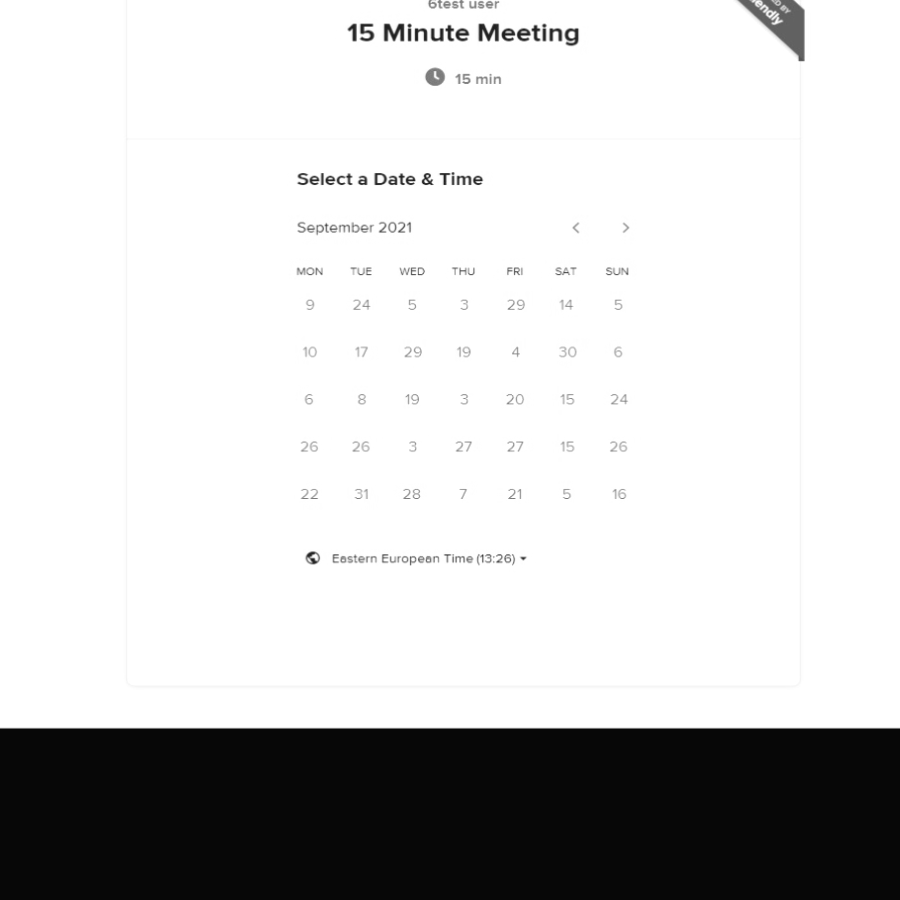 6test user
15 Minute Meeting
15 min
Select a Date & Time
September 2021
MON TUE WED THU FRI SAT SUN
9 24 5 3 29 14 5
10 17 29 19 4 30 6
6 8 19 3 20 15 24
26 26 3 27 27 15 26
22 31 28 7 21 5 16
Eastern European Time (13:26)